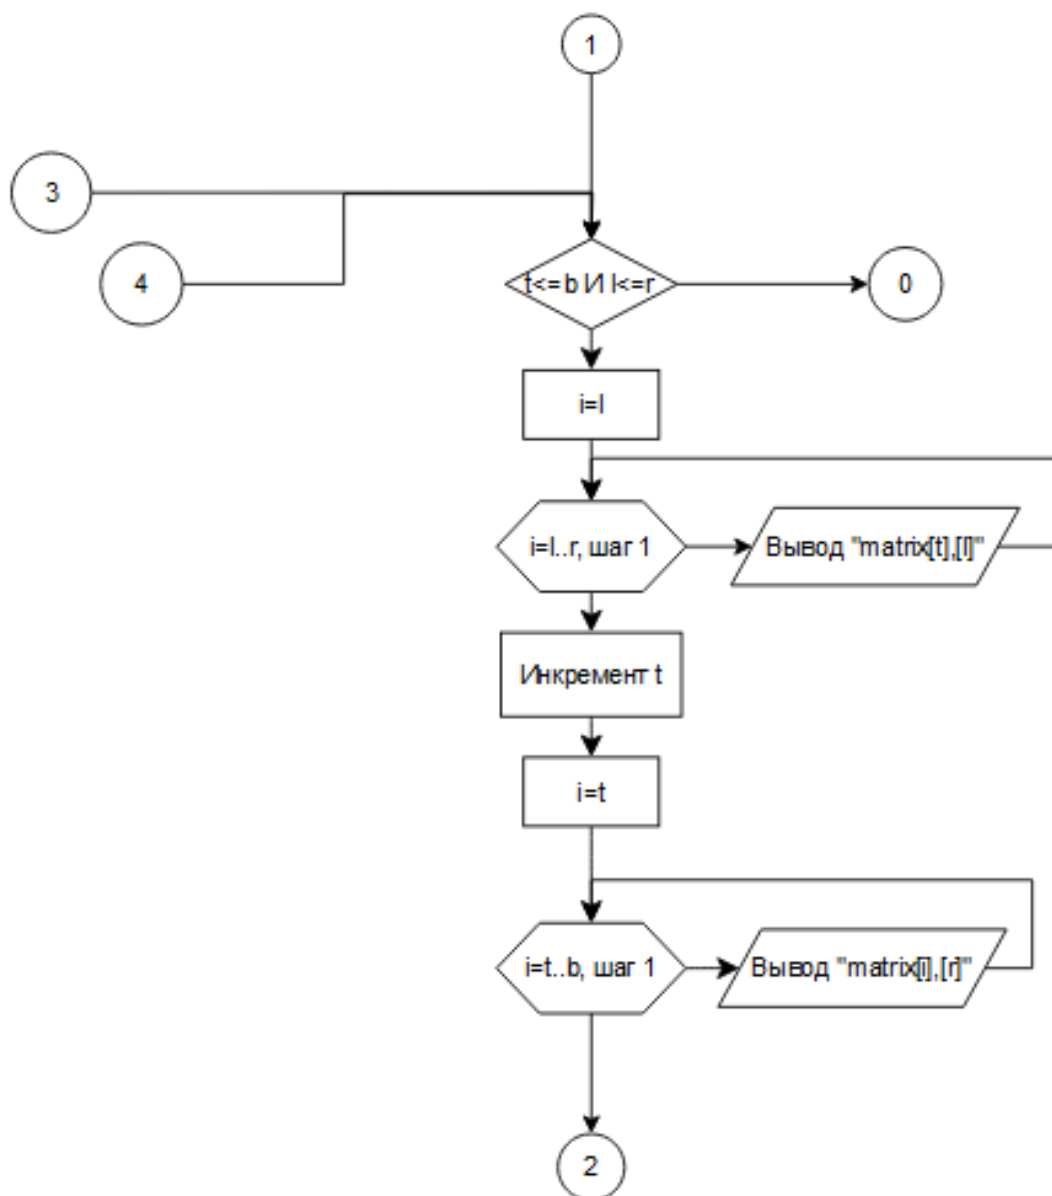 1
3
4
t<=b И l<=r
0
i=l
i=l..r, шаг 1
Вывод "matrix[t],[l]"
Инкремент t
i=t
i=t..b, шаг 1
Вывод "matrix[i],[r]"
2